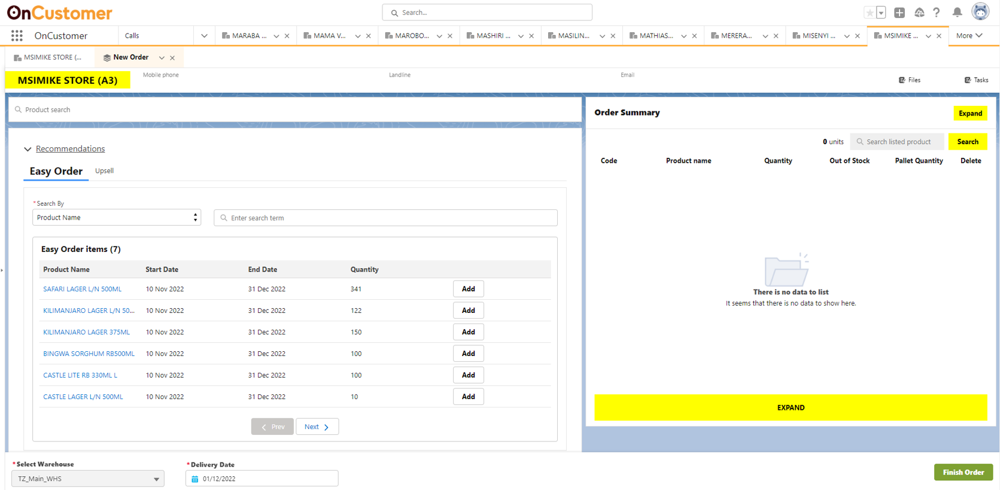 OnCustomer
Search...
OnCustomer
Calls
MARABA ...
MAMA V...
MAROBO...
MASHIRI ...
MASILIN...
MATHIAS...
MERERA...
MISENYI ...
MSIMIKE ...
More
MSIMIKE STORE (...
New Order
MSIMIKE STORE (A3)
Mobile phone
Landline
Email
Files
Tasks
Product search
Order Summary
Expand
0 units
Search listed product
Search
Code Product name Quantity Out of Stock Pallet Quantity Delete
There is no data to list
It seems that there is no data to show here.
EXPAND
Recommendations
Easy Order
Upsell
*Search By
Product Name
Enter search term
Easy Order items (7)
Product Name Start Date End Date Quantity
SAFARI LAGER L/N 500ML 10 Nov 2022 31 Dec 2022 341 Add
KILIMANJARO LAGER L/N 50... 10 Nov 2022 31 Dec 2022 122 Add
KILIMANJARO LAGER 375ML 10 Nov 2022 31 Dec 2022 150 Add
BINGWA SORGHUM RB500ML 10 Nov 2022 31 Dec 2022 100 Add
CASTLE LITE RB 330ML L 10 Nov 2022 31 Dec 2022 100 Add
CASTLE LAGER L/N 500ML 10 Nov 2022 31 Dec 2022 10 Add
Prev
Next
*Select Warehouse
TZ_Main_WHS
*Delivery Date
01/12/2022
Finish Order